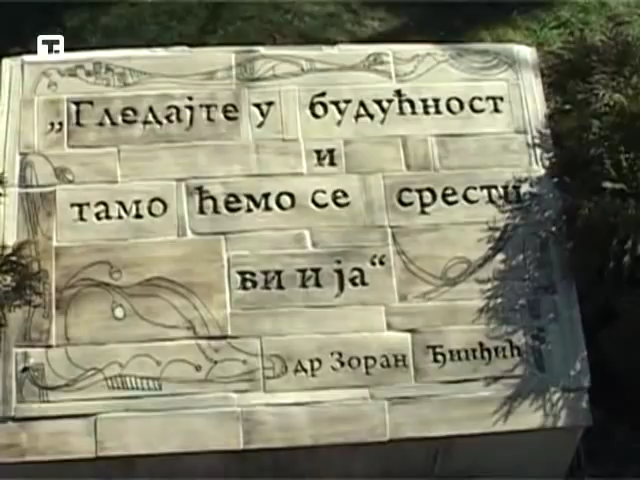 „Гледајте у будућност
и
тамо ћемо се срести
ви и ја“
др Зоран Ђинђић